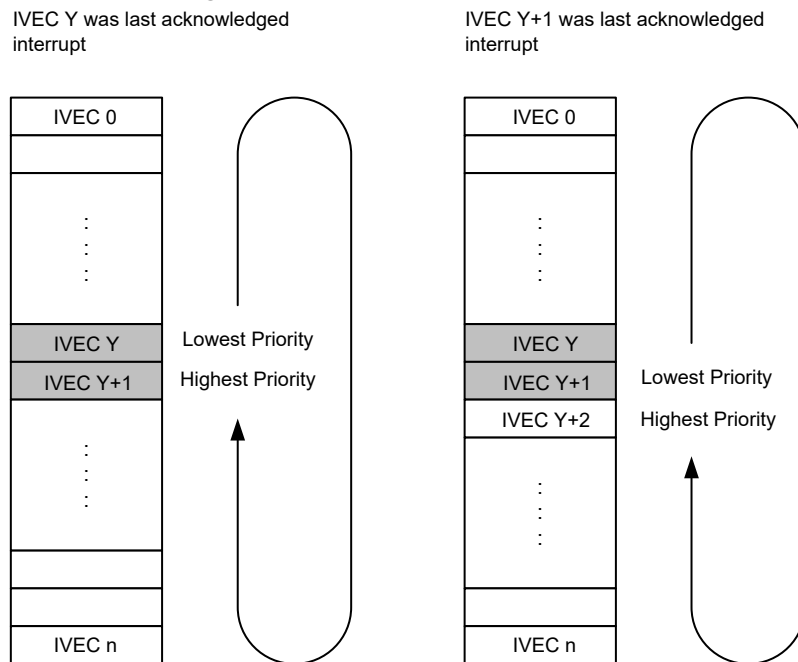 IVEC Y was last acknowledged
interrupt
IVEC 0
:
:
IVEC Y
Lowest Priority
IVEC Y+1
Highest Priority
:
:
IVEC n
IVEC Y+1 was last acknowledged
interrupt
IVEC 0
:
:
IVEC Y
IVEC Y+1
Lowest Priority
IVEC Y+2
Highest Priority
:
:
IVEC n